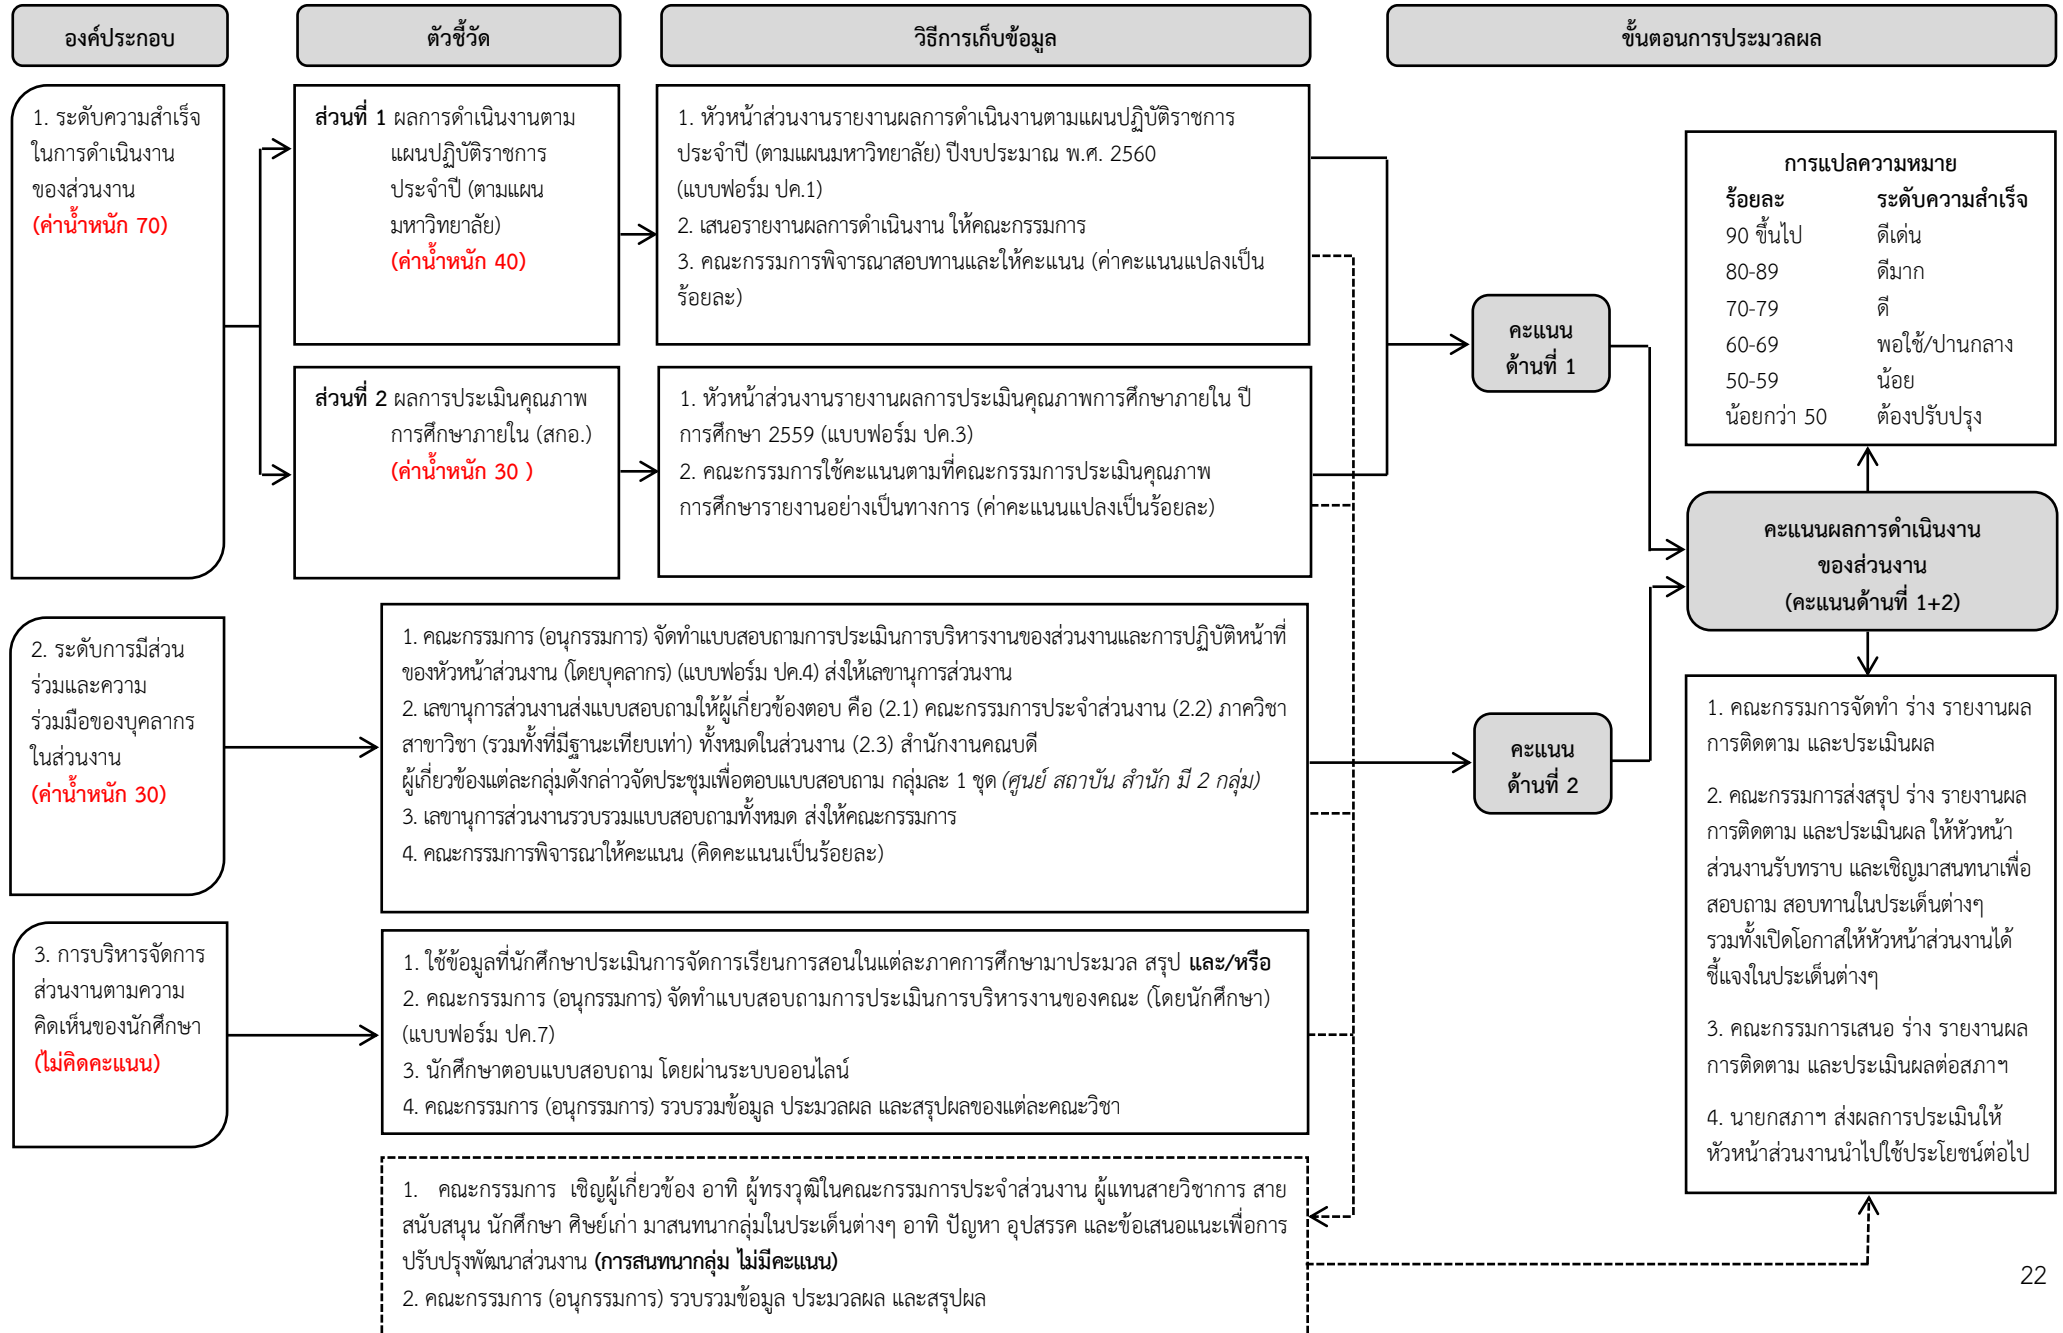 องค์ประกอบ
ตัวชี้วัด
วิธีการเก็บข้อมูล
ขั้นตอนการประมวลผล
1. ระดับความสำเร็จ
ในการดำเนินงาน
ของส่วนงาน
(ค่าน้ำหนัก 70)
ส่วนที่ 1 ผลการดำเนินงานตาม
แผนปฏิบัติราชการ
ประจำปี (ตามแผน
มหาวิทยาลัย)
(ค่าน้ำหนัก 40)
1. หัวหน้าส่วนงานรายงานผลการดำเนินงานตามแผนปฏิบัติราชการ
ประจำปี (ตามแผนมหาวิทยาลัย) ปีงบประมาณ พ.ศ. 2560
(แบบฟอร์ม ปค.1)
2. เสนอรายงานผลการดำเนินงาน ให้คณะกรรมการ
3. คณะกรรมการพิจารณาสอบทานและให้คะแนน (ค่าคะแนนแปลงเป็น
ร้อยละ)
ส่วนที่ 2 ผลการประเมินคุณภาพ
การศึกษาภายใน (สกอ.)
(ค่าน้ำหนัก 30 )
1. หัวหน้าส่วนงานรายงานผลการประเมินคุณภาพการศึกษาภายใน ปี
การศึกษา 2559 (แบบฟอร์ม ปค.3)
2. คณะกรรมการใช้คะแนนตามที่คณะกรรมการประเมินคุณภาพ
การศึกษารายงานอย่างเป็นทางการ (ค่าคะแนนแปลงเป็นร้อยละ)
คะแนน
ด้านที่ 1
การแปลความหมาย
ร้อยละ ระดับความสำเร็จ
90 ขึ้นไป ดีเด่น
80-89 ดีมาก
70-79 ดี
60-69 พอใช้/ปานกลาง
50-59 น้อย
น้อยกว่า 50 ต้องปรับปรุง
คะแนนผลการดำเนินงาน
ของส่วนงาน
(คะแนนด้านที่ 1+2)
2. ระดับการมีส่วน
ร่วมและความ
ร่วมมือของบุคลากร
ในส่วนงาน
(ค่าน้ำหนัก 30)
1. คณะกรรมการ (อนุกรรมการ) จัดทำแบบสอบถามการประเมินการบริหารงานของส่วนงานและการปฏิบัติหน้าที่
ของหัวหน้าส่วนงาน (โดยบุคลากร) (แบบฟอร์ม ปค.4) ส่งให้เลขานุการส่วนงาน
2. เลขานุการส่วนงานส่งแบบสอบถามให้ผู้เกี่ยวข้องตอบ คือ (2.1) คณะกรรมการประจำส่วนงาน (2.2) ภาควิชา
สาขาวิชา (รวมทั้งที่มีฐานะเทียบเท่า) ทั้งหมดในส่วนงาน (2.3) สำนักงานคณบดี
ผู้เกี่ยวข้องแต่ละกลุ่มดังกล่าวจัดประชุมเพื่อตอบแบบสอบถาม กลุ่มละ 1 ชุด (ศูนย์ สถาบัน สำนัก มี 2 กลุ่ม)
3. เลขานุการส่วนงานรวบรวมแบบสอบถามทั้งหมด ส่งให้คณะกรรมการ
4. คณะกรรมการพิจารณาให้คะแนน (คิดคะแนนเป็นร้อยละ)
คะแนน
ด้านที่ 2
1. คณะกรรมการจัดทำ ร่าง รายงานผล
การติดตาม และประเมินผล
2. คณะกรรมการส่งสรุป ร่าง รายงานผล
การติดตาม และประเมินผล ให้หัวหน้า
ส่วนงานรับทราบ และเชิญมาสนทนาเพื่อ
สอบถาม สอบทานในประเด็นต่างๆ
รวมทั้งเปิดโอกาสให้หัวหน้าส่วนงานได้
ชี้แจงในประเด็นต่างๆ
3. คณะกรรมการเสนอ ร่าง รายงานผล
การติดตาม และประเมินผลต่อสภาฯ
4. นายกสภาฯ ส่งผลการประเมินให้
หัวหน้าส่วนงานนำไปใช้ประโยชน์ต่อไป
3. การบริหารจัดการ
ส่วนงานตามความ
คิดเห็นของนักศึกษา
(ไม่คิดคะแนน)
1. ใช้ข้อมูลที่นักศึกษาประเมินการจัดการเรียนการสอนในแต่ละภาคการศึกษามาประมวล สรุป และ/หรือ
2. คณะกรรมการ (อนุกรรมการ) จัดทำแบบสอบถามการประเมินการบริหารงานของคณะ (โดยนักศึกษา)
(แบบฟอร์ม ปค.7)
3. นักศึกษาตอบแบบสอบถาม โดยผ่านระบบออนไลน์
4. คณะกรรมการ (อนุกรรมการ) รวบรวมข้อมูล ประมวลผล และสรุปผลของแต่ละคณะวิชา
1. คณะกรรมการ เชิญผู้เกี่ยวข้อง อาทิ ผู้ทรงวุฒิในคณะกรรมการประจำส่วนงาน ผู้แทนสายวิชาการ สาย
สนับสนุน นักศึกษา ศิษย์เก่า มาสนทนากลุ่มในประเด็นต่างๆ อาทิ ปัญหา อุปสรรค และข้อเสนอแนะเพื่อการ
ปรับปรุงพัฒนาส่วนงาน (การสนทนากลุ่ม ไม่มีคะแนน)
2. คณะกรรมการ (อนุกรรมการ) รวบรวมข้อมูล ประมวลผล และสรุปผล
22